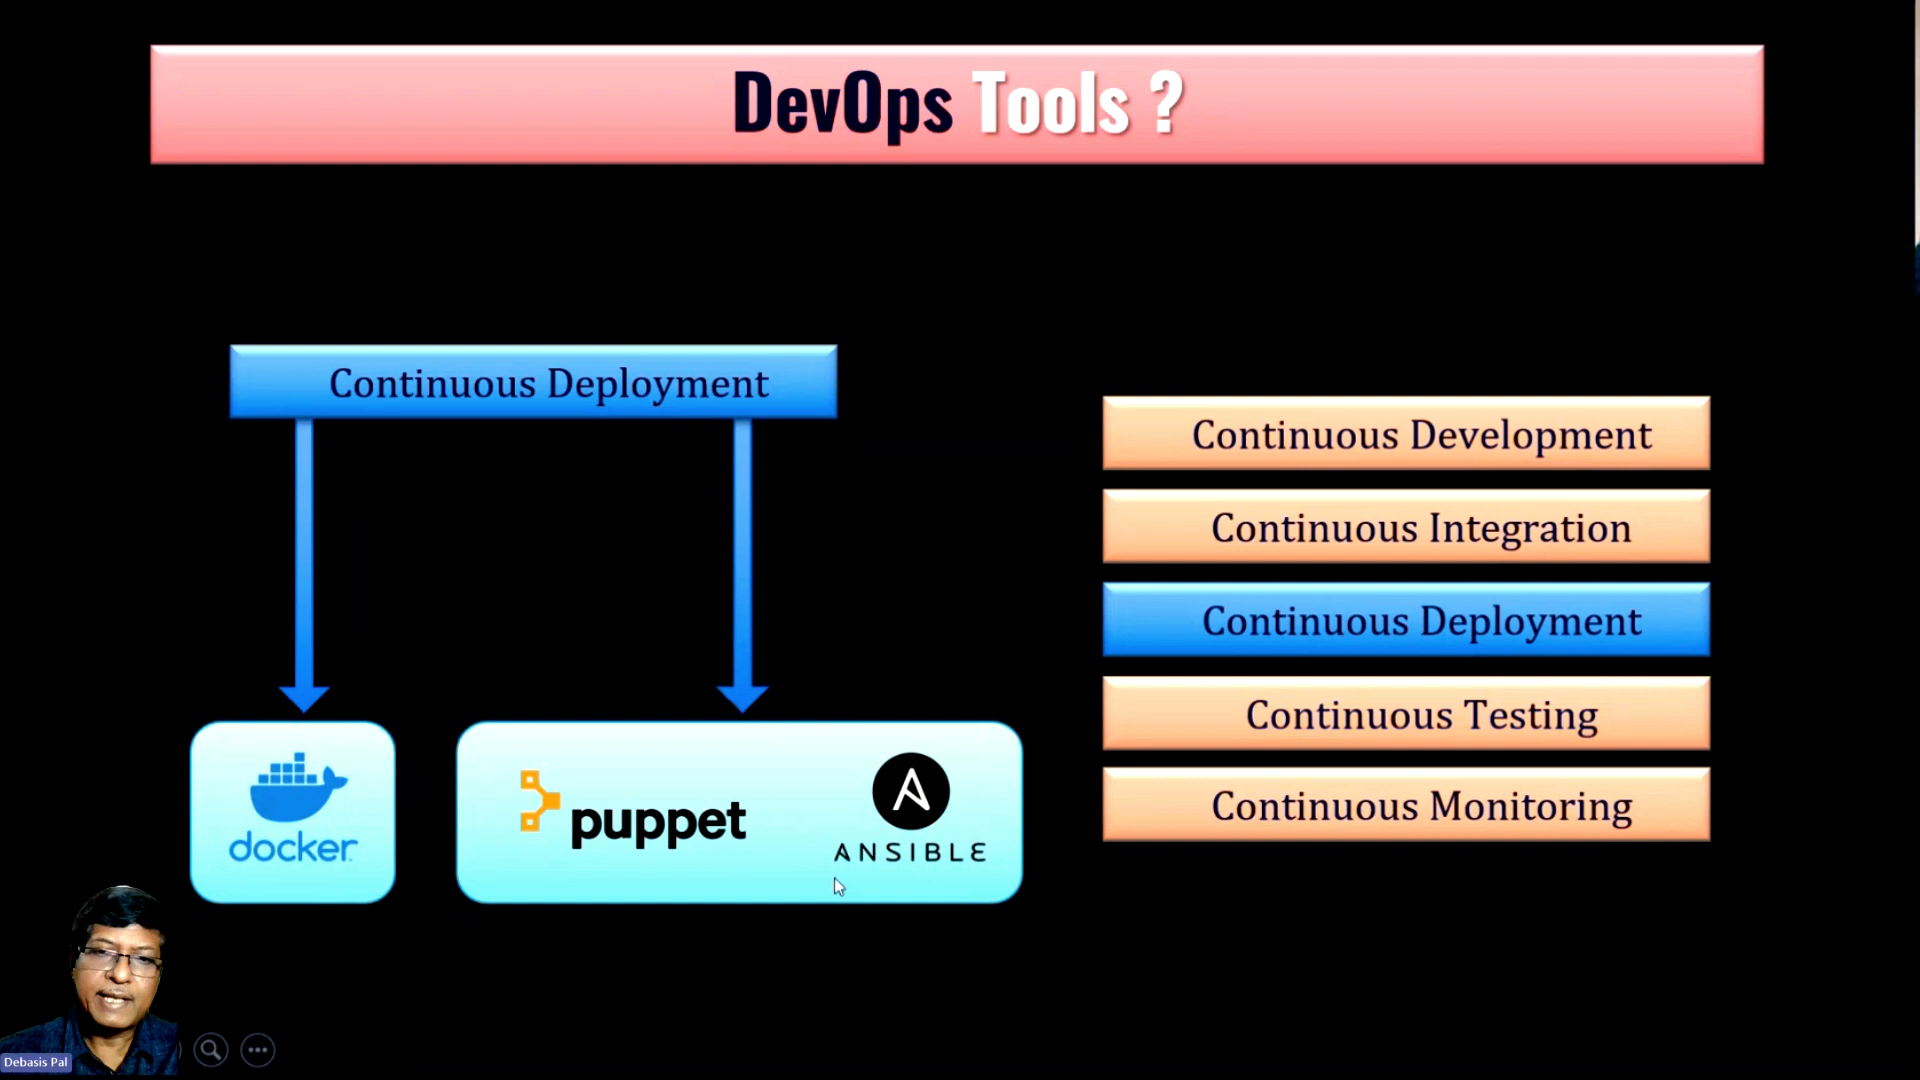 DevOps Tools ?
Continuous Deployment
docker
puppet
ANSIBLE
Continuous Development
Continuous Integration
Continuous Deployment
Continuous Testing
Continuous Monitoring
Debasis Pal